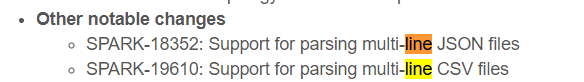 Other notable changes
SPARK-18352: Support for parsing multi-line JSON files
SPARK-19610: Support for parsing multi-line CSV files